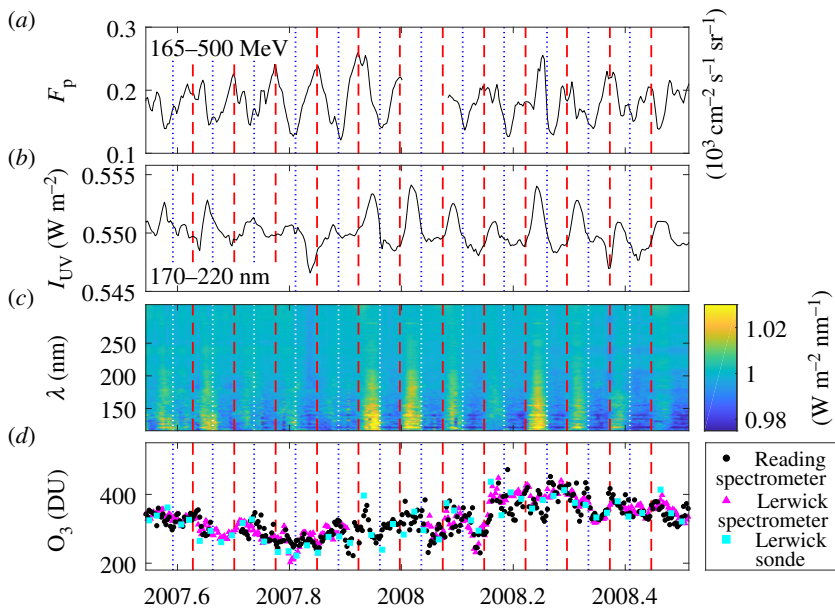 (a)
0.3
165–500 MeV
0.2
0.1
Fp
(10³ cm⁻² s⁻¹ sr⁻¹)
(b)
0.555
0.550
0.545
I_UV (W m⁻²)
170–220 nm
(c)
250
200
150
λ (nm)
1.02
1
0.98
(W m⁻² nm⁻¹)
(d)
400
200
O₃ (DU)
Reading
spectrometer
Lerwick
spectrometer
Lerwick
sonde
2007.6 2007.8 2008 2008.2 2008.4